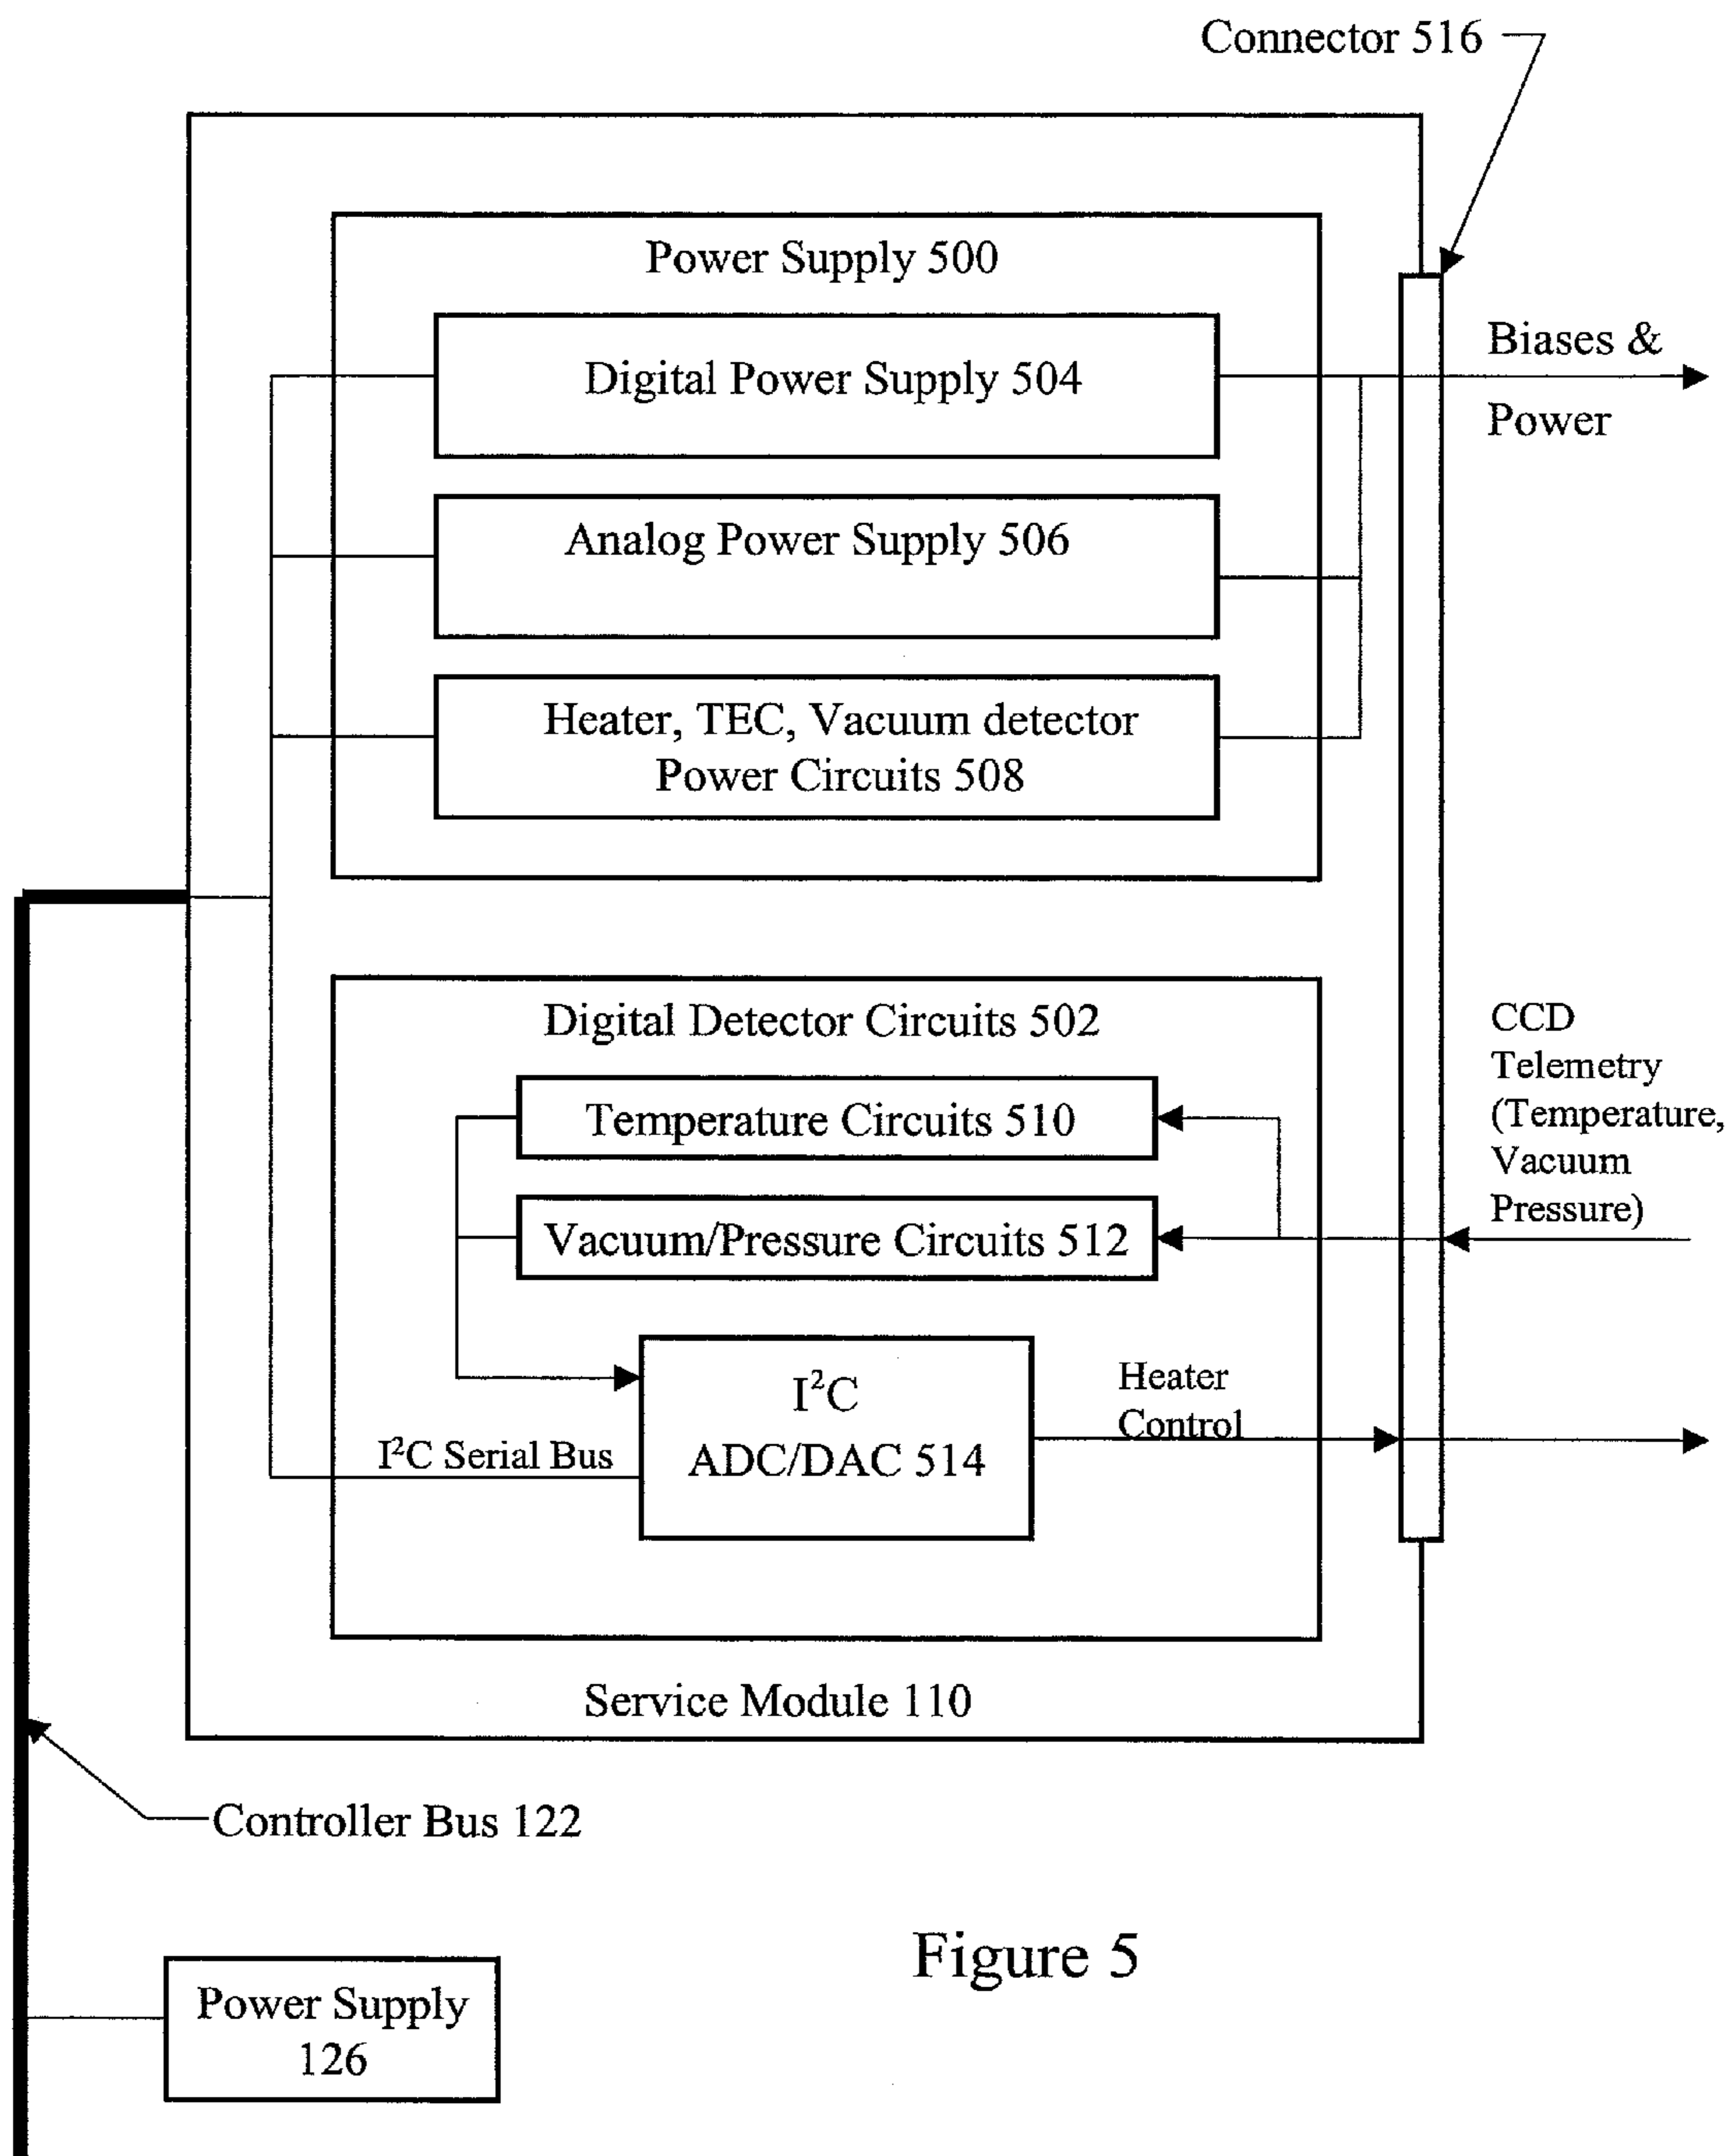 Connector 516
Power Supply 500
Digital Power Supply 504
Biases &
Power
Analog Power Supply 506
Heater, TEC, Vacuum detector
Power Circuits 508
Digital Detector Circuits 502
CCD
Telemetry
(Temperature,
Vacuum
Pressure)
Temperature Circuits 510
Vacuum/Pressure Circuits 512
I²C
ADC/DAC 514
Heater
Control
I²C Serial Bus
Service Module 110
Controller Bus 122
Figure 5
Power Supply
126